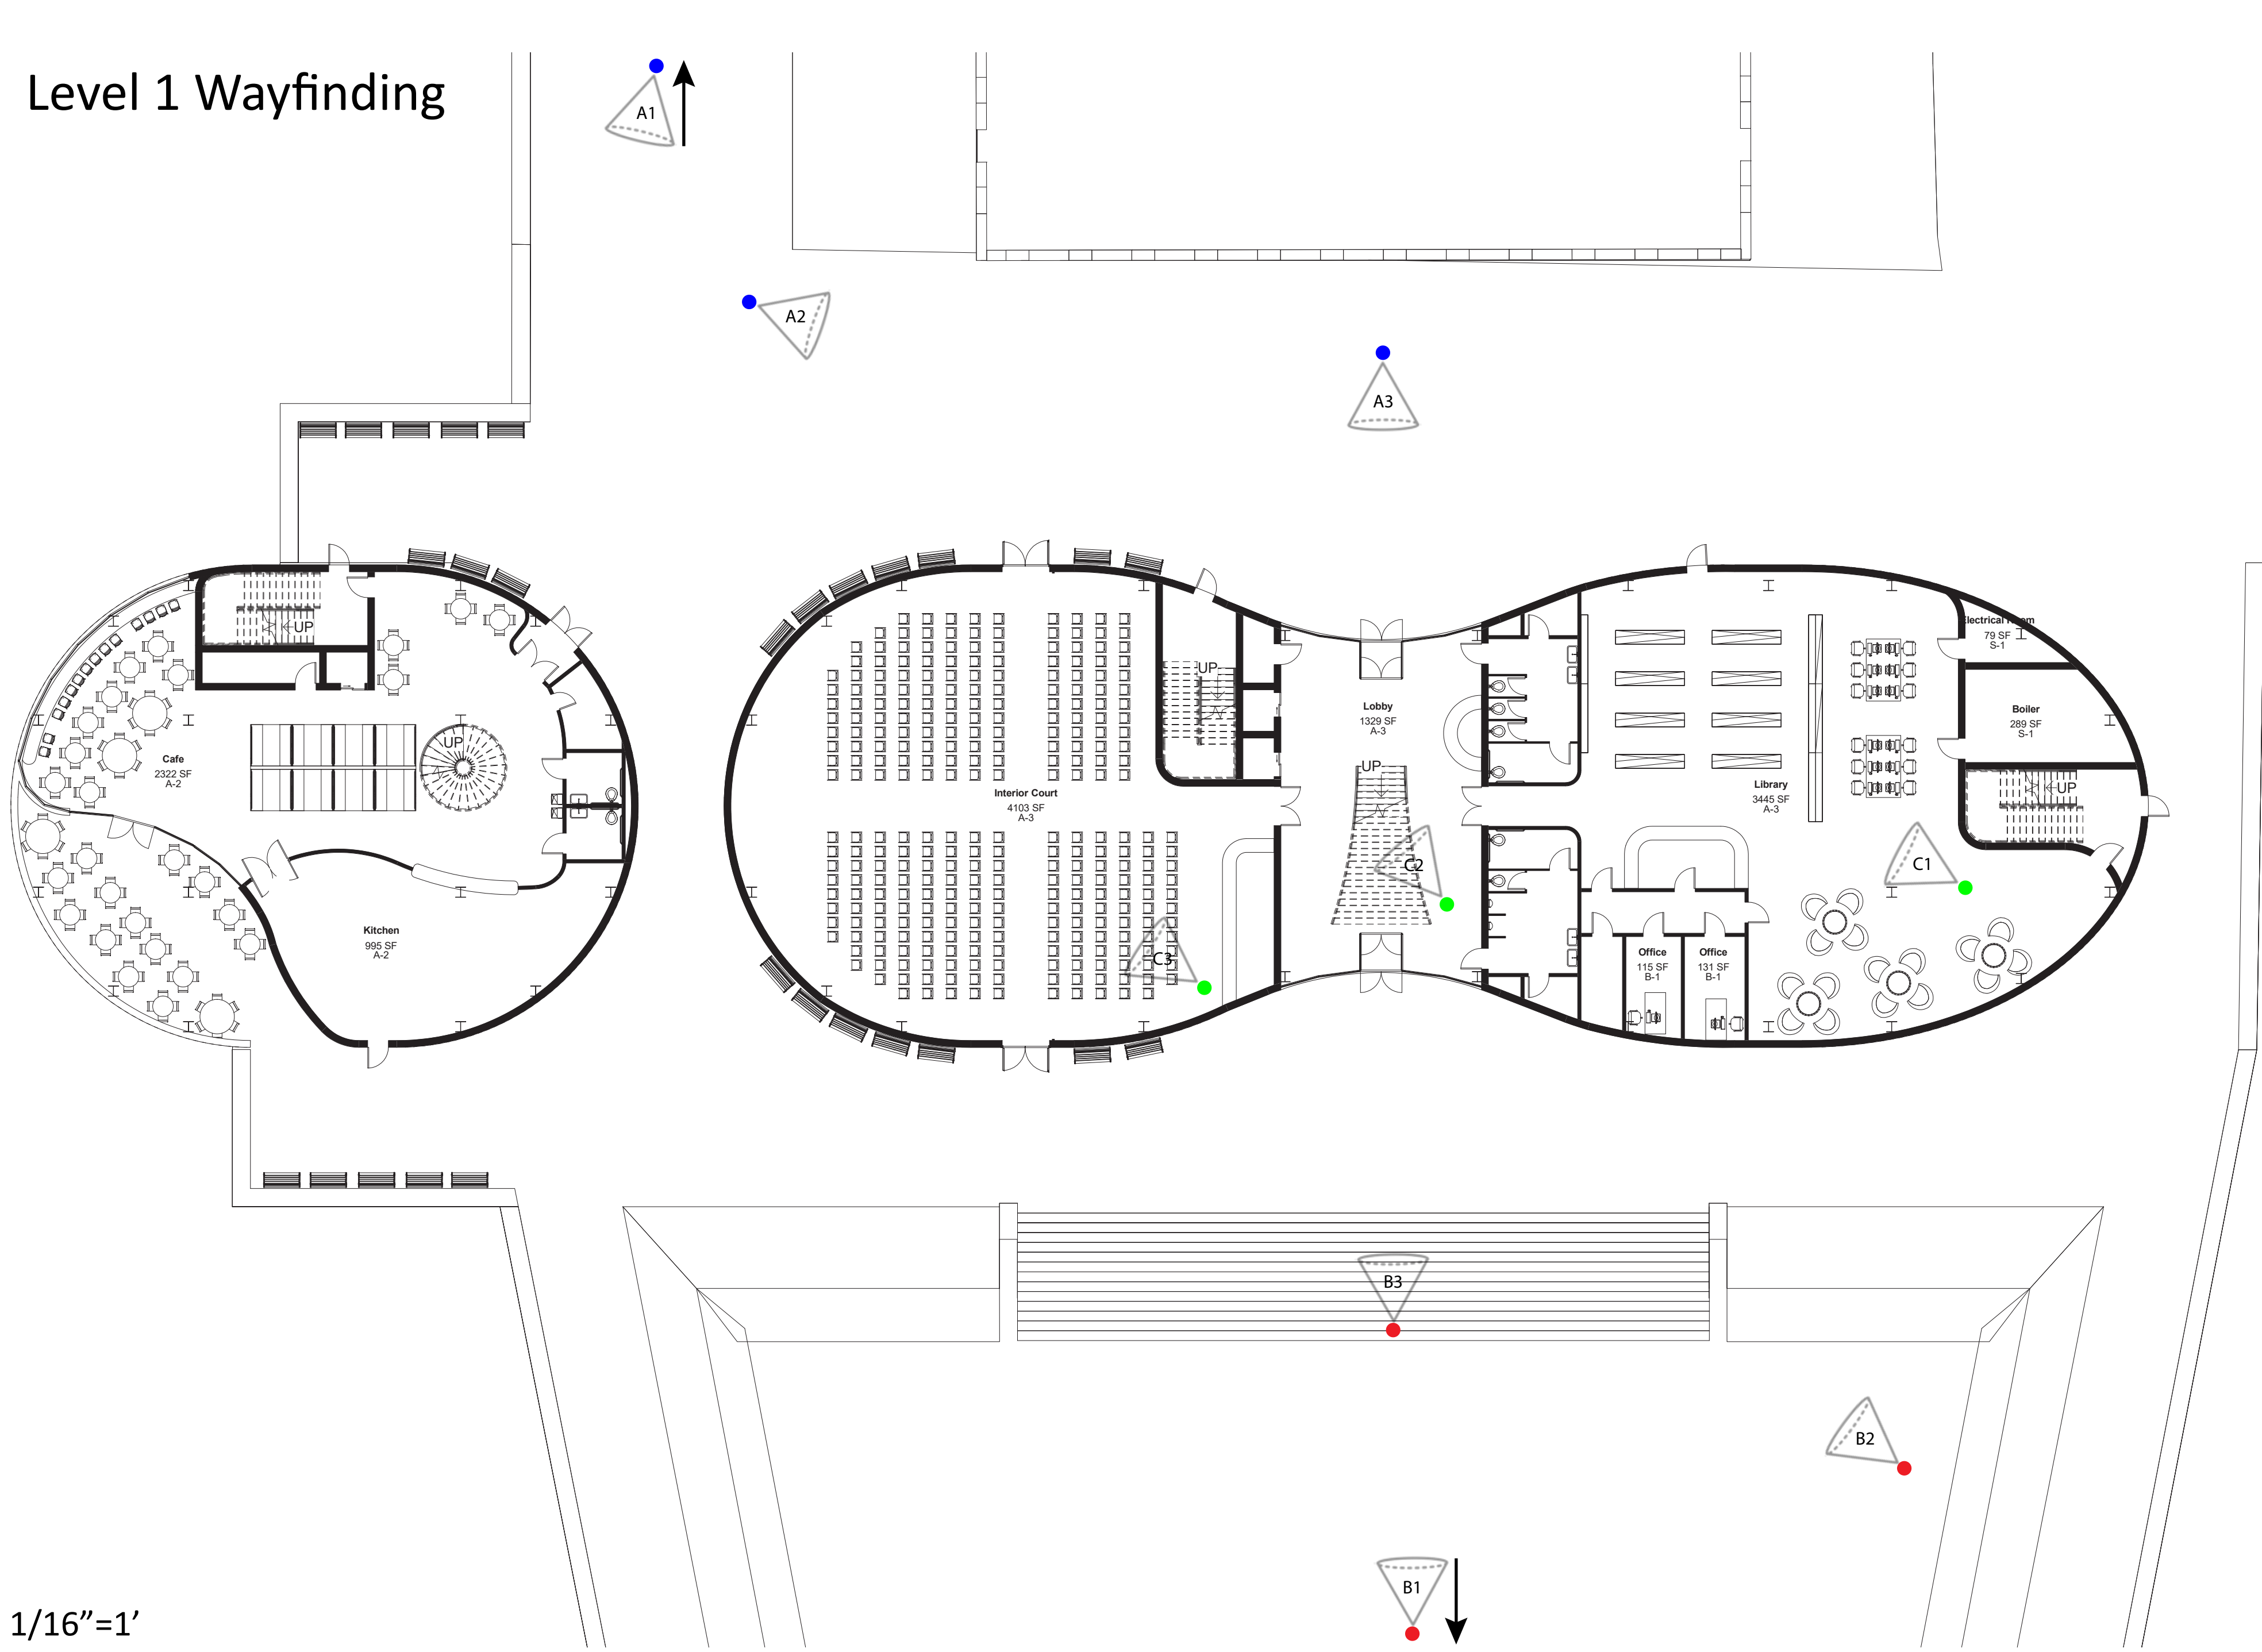 Level 1 Wayfinding
A1
A2
A3
UP
UP
UP
Cafe
2322 SF
A-2
Kitchen
995 SF
A-2
Interior Court
4103 SF
A-3
Lobby
1329 SF
A-3
UP
Library
3445 SF
A-3
Electrical Room
79 SF
S-1
Boiler
289 SF
S-1
UP
C1
C2
C3
Office
115 SF
B-1
Office
131 SF
B-1
B3
B2
B1
1/16”=1’